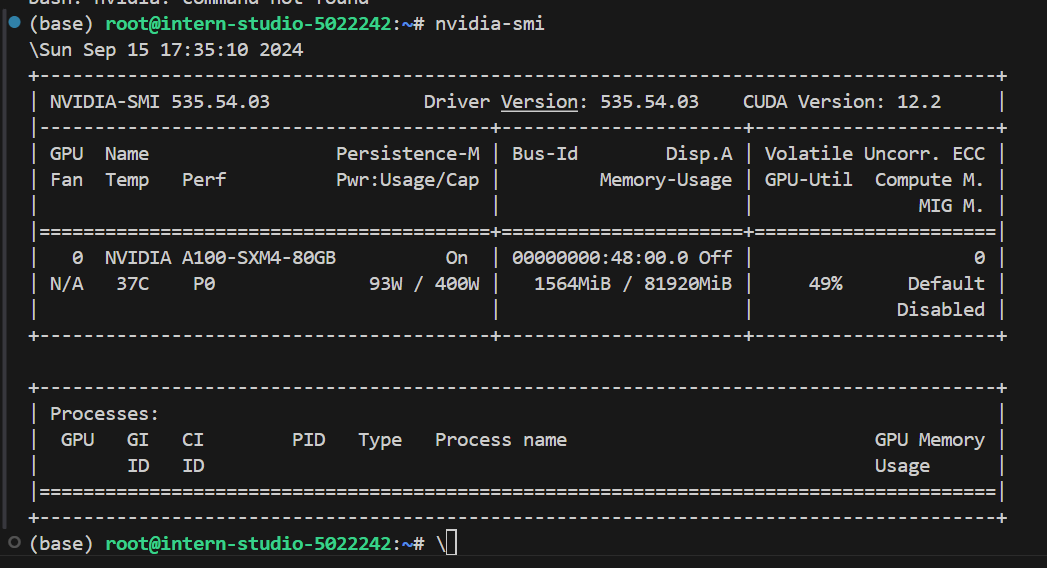 bash: nvidia: command not found
(base) root@intern-studio-5022242:~# nvidia-smi
\Sun Sep 15 17:35:10 2024
+---------------------------------------------------------------------------------------+
| NVIDIA-SMI 535.54.03              Driver Version: 535.54.03    CUDA Version: 12.2     |
|-----------------------------------------+----------------------+----------------------+
| GPU  Name                 Persistence-M | Bus-Id        Disp.A | Volatile Uncorr. ECC |
| Fan  Temp   Perf          Pwr:Usage/Cap |         Memory-Usage | GPU-Util  Compute M. |
|                                         |                      |               MIG M. |
|=========================================+======================+======================|
|   0  NVIDIA A100-SXM4-80GB          On  | 00000000:48:00.0 Off |                    0 |
| N/A   37C    P0              93W / 400W |   1564MiB / 81920MiB |     49%      Default |
|                                         |                      |             Disabled |
+-----------------------------------------+----------------------+----------------------+
+---------------------------------------------------------------------------------------+
| Processes:                                                                            |
|  GPU   GI   CI        PID   Type   Process name                            GPU Memory |
|        ID   ID                                                             Usage      |
|=======================================================================================|
+---------------------------------------------------------------------------------------+
(base) root@intern-studio-5022242:~# \